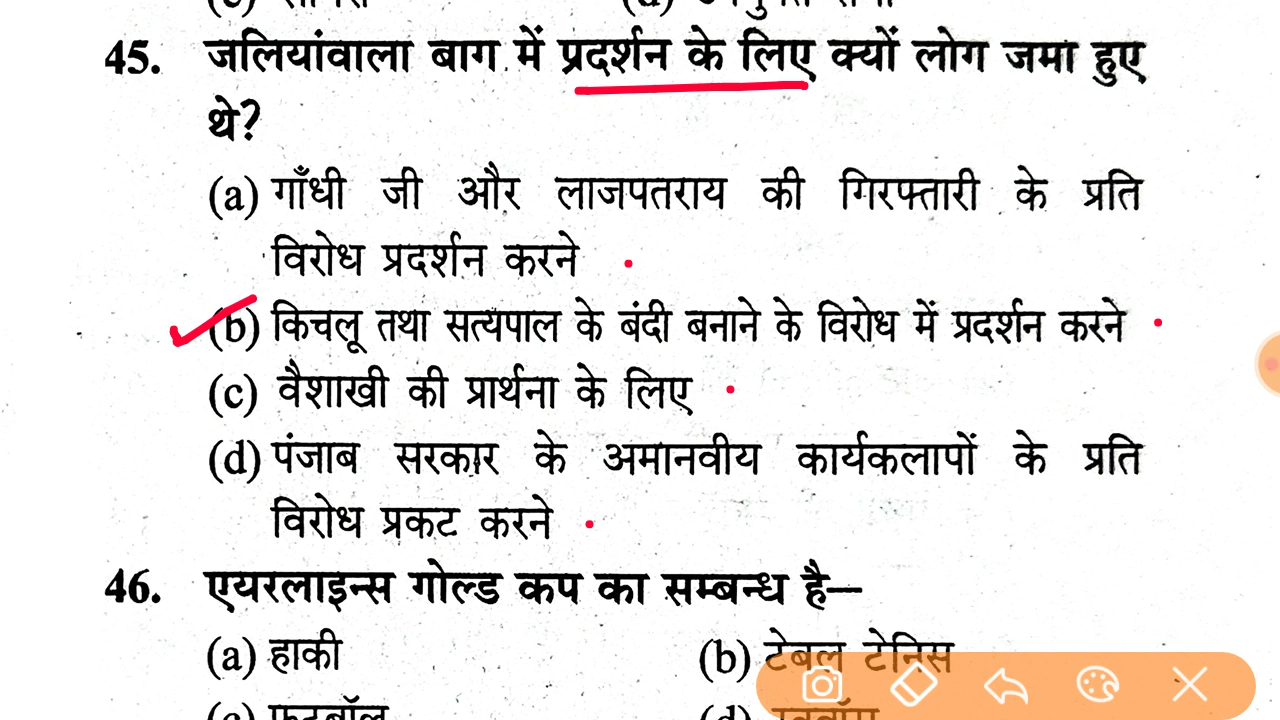 45. जलियांवाला बाग में प्रदर्शन के लिए क्यों लोग जमा हुए
थे?
(a) गाँधी जी और लाजपतराय की गिरफ्तारी के प्रति
विरोध प्रदर्शन करने
(b) किचलू तथा सत्यपाल के बंदी बनाने के विरोध में प्रदर्शन करने
(c) वैशाखी की प्रार्थना के लिए
(d) पंजाब सरकार के अमानवीय कार्यकलापों के प्रति
विरोध प्रकट करने
46. एयरलाइन्स गोल्ड कप का सम्बन्ध है—
(a) हाकी (b) टेबल टेनिस
(c) फुटबॉल (d)